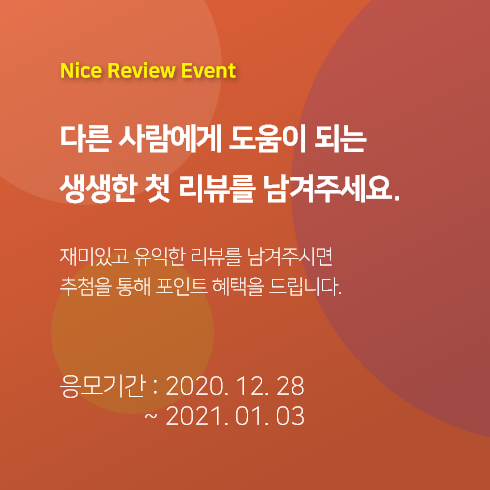 Nice Review Event
다른 사람에게 도움이 되는
생생한 첫 리뷰를 남겨주세요.
재미있고 유익한 리뷰를 남겨주시면
추첨을 통해 포인트 혜택을 드립니다.
응모기간 : 2020. 12. 28
~ 2021. 01. 03